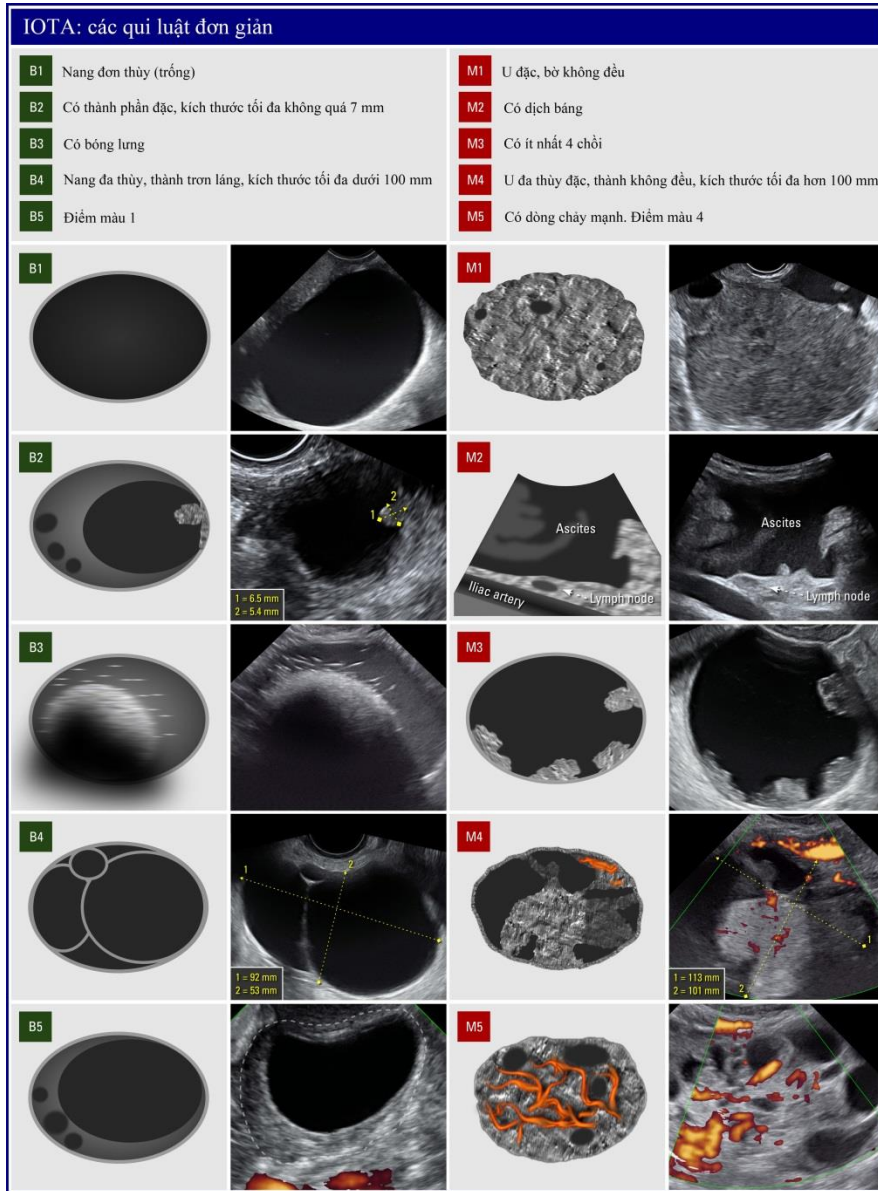 IOTA: các qui luật đơn giản
B1 Nang đơn thùy (trống)
B2 Có thành phần đặc, kích thước tối đa không quá 7 mm
B3 Có bóng lưng
B4 Nang đa thùy, thành trơn láng, kích thước tối đa dưới 100 mm
B5 Điểm màu 1
M1 U đặc, bờ không đều
M2 Có dịch báng
M3 Có ít nhất 4 chồi
M4 U đa thùy đặc, thành không đều, kích thước tối đa hơn 100 mm
M5 Có dòng chảy mạnh. Điểm màu 4
B1
M1
B2
1
2
1 = 6.5 mm
2 = 5.4 mm
M2
Ascites
Iliac artery
Lymph node
Ascites
Lymph node
B3
M3
B4
1
2
1 = 92 mm
2 = 53 mm
M4
1
2
1 = 113 mm
2 = 101 mm
B5
M5